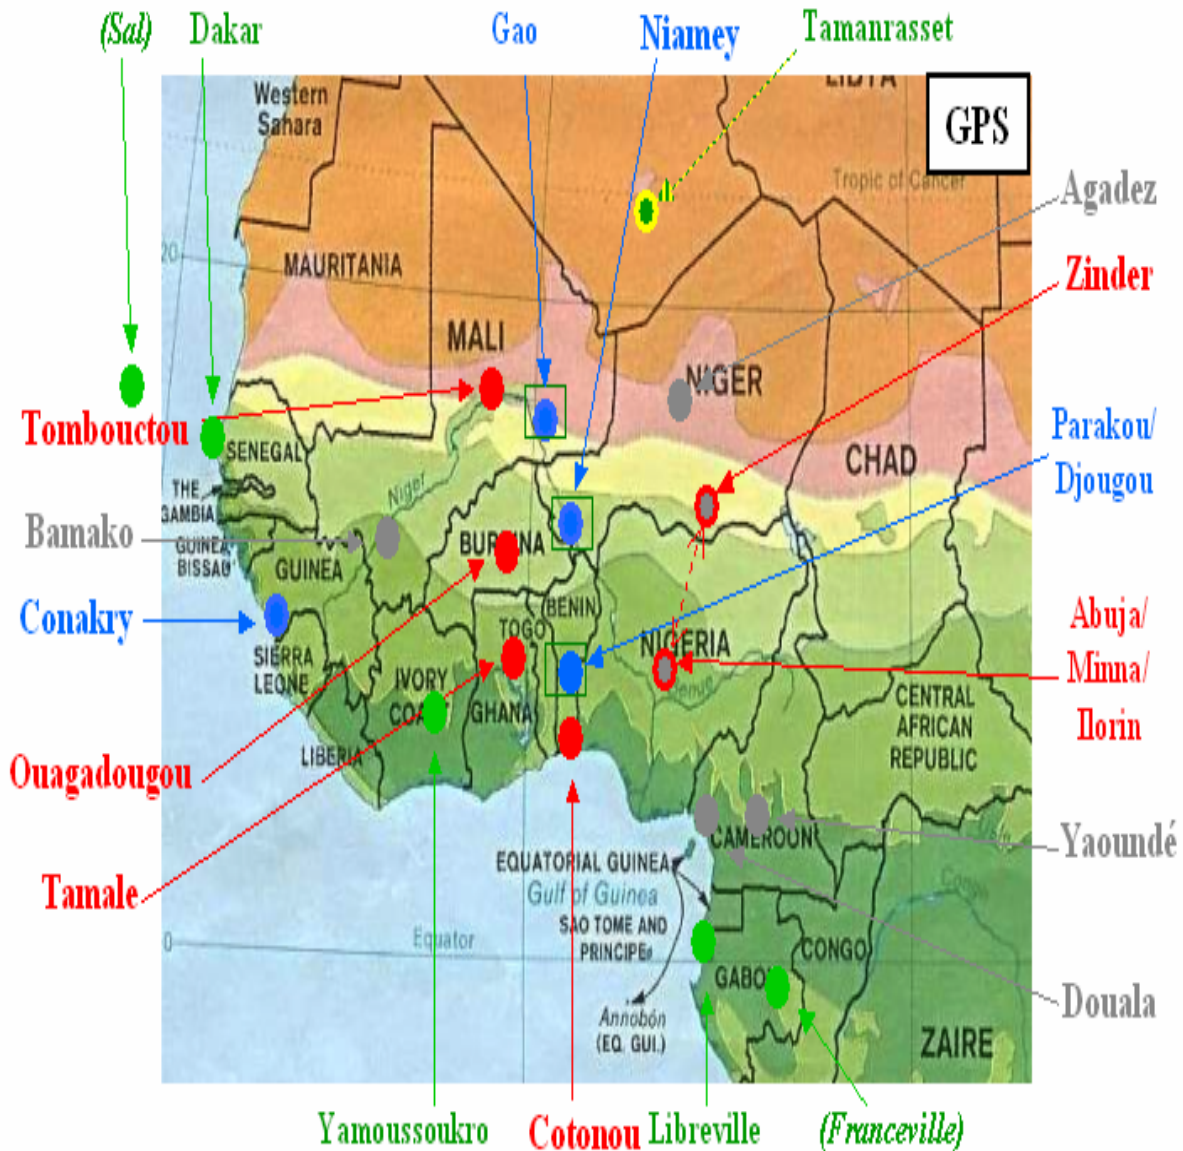 (Sal)
Dakar
Gao
Niamey
Tamanrasset
LIBYA
Western
Sahara
GPS
Tropic of Cancer
Agadez
20
MAURITANIA
Zinder
MALI
NIGER
Tombouctou
SENEGAL
Parakou/
Djougou
CHAD
THE
GAMBIA
Niger
Bamako
GUINEA
BISSAU
GUINEA
BURKINA
Conakry
BENIN
TOGO
NIGERIA
Abuja/
Minna/
Ilorin
SIERRA
LEONE
IVORY
COAST
GHANA
Benue
CENTRAL
AFRICAN
REPUBLIC
LIBERIA
Ouagadougou
CAMEROON
Yaoundé
EQUATORIAL GUINEA
Gulf of Guinea
Tamale
SAO TOME AND
PRINCIPE
Congo
0
Equator
CONGO
GABON
Douala
Annobón
(EQ. GUI.)
ZAIRE
Yamoussoukro
Cotonou
Libreville
(Franceville)